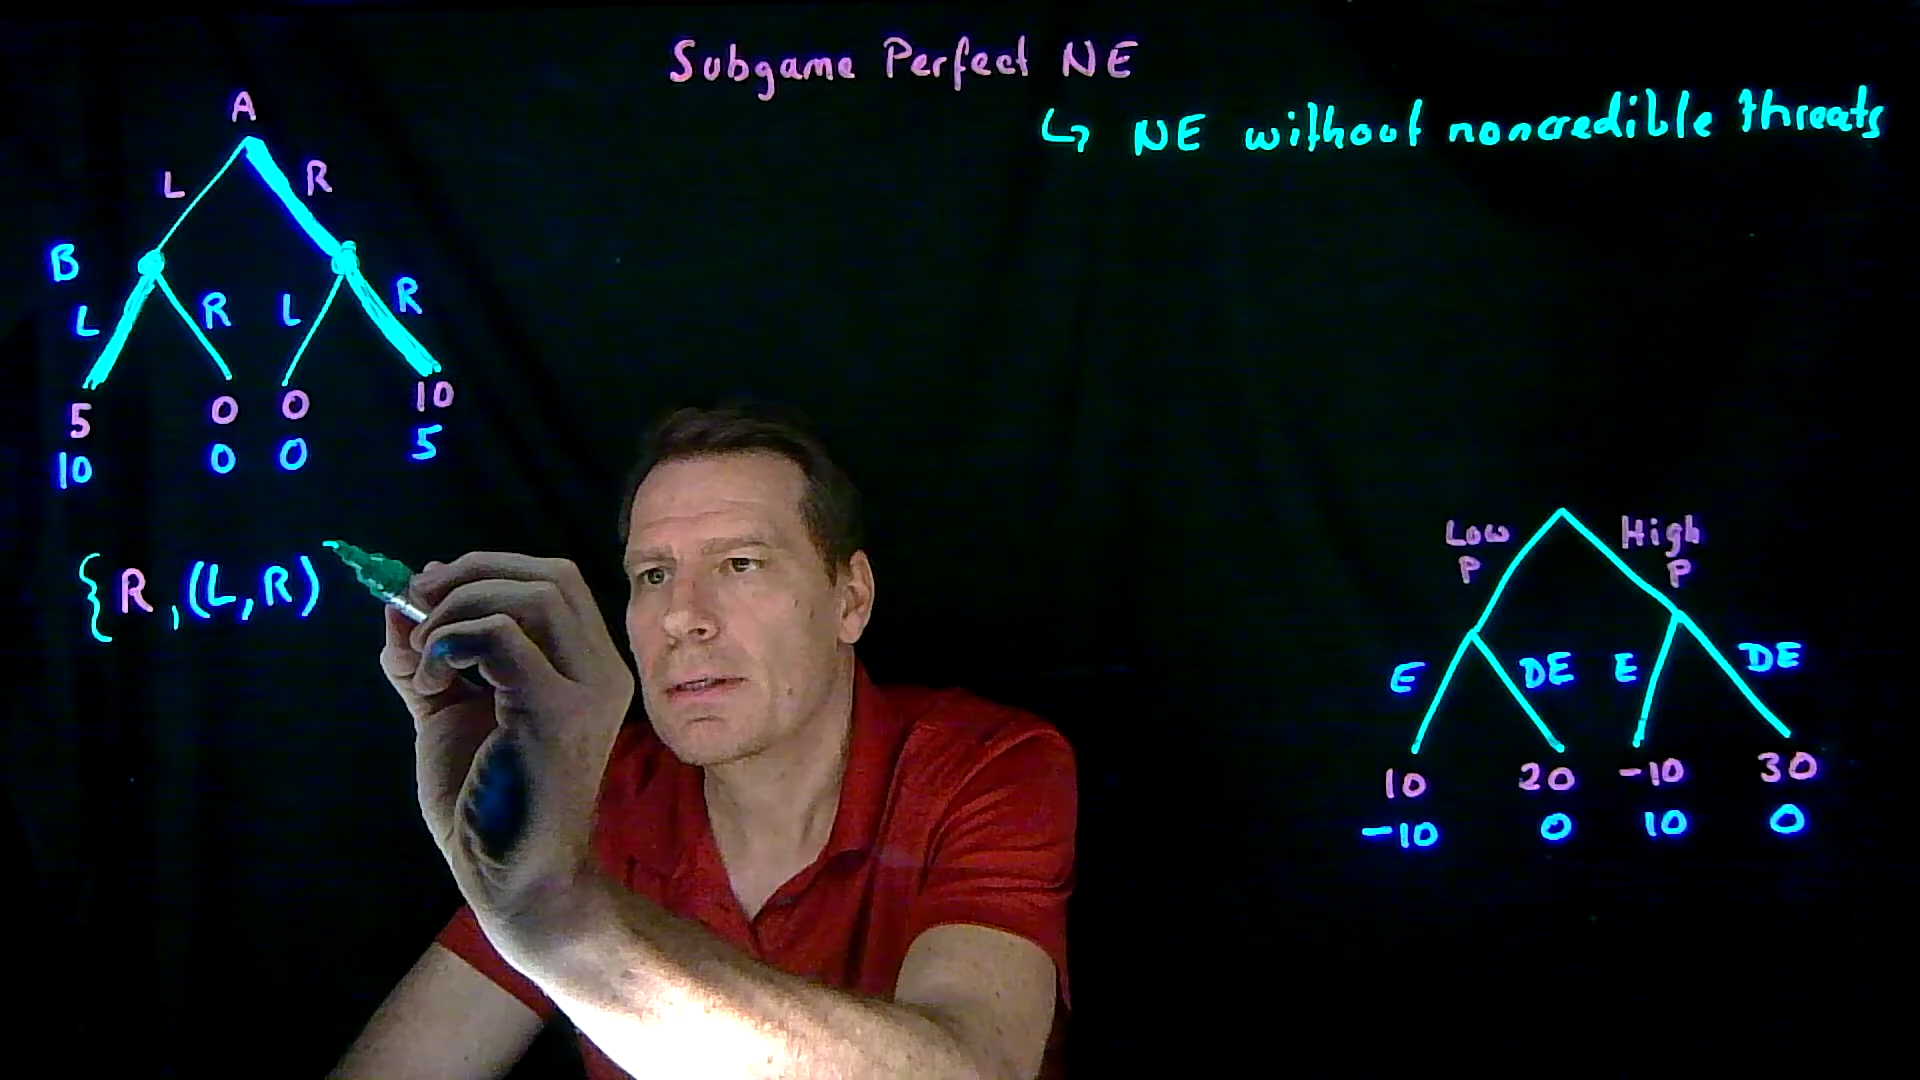 Subgame Perfect NE
↳ NE without noncredible threats
A
L R
B
L R L R
5 0 0 10
10 0 0 5
{R, (L, R)
Low P High P
E DE E DE
10 20 -10 30
-10 0 10 0